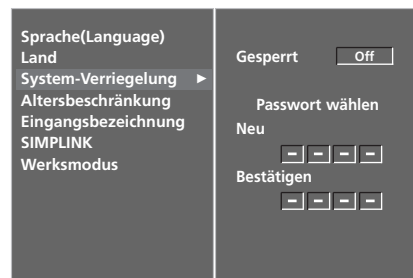 Sprache(Language)
Land
System-Verriegelung ►
Altersbeschränkung
Eingangsbezeichnung
SIMPLINK
Werksmodus
Gesperrt Off
Passwort wählen
Neu
– – – –
Bestätigen
– – – –